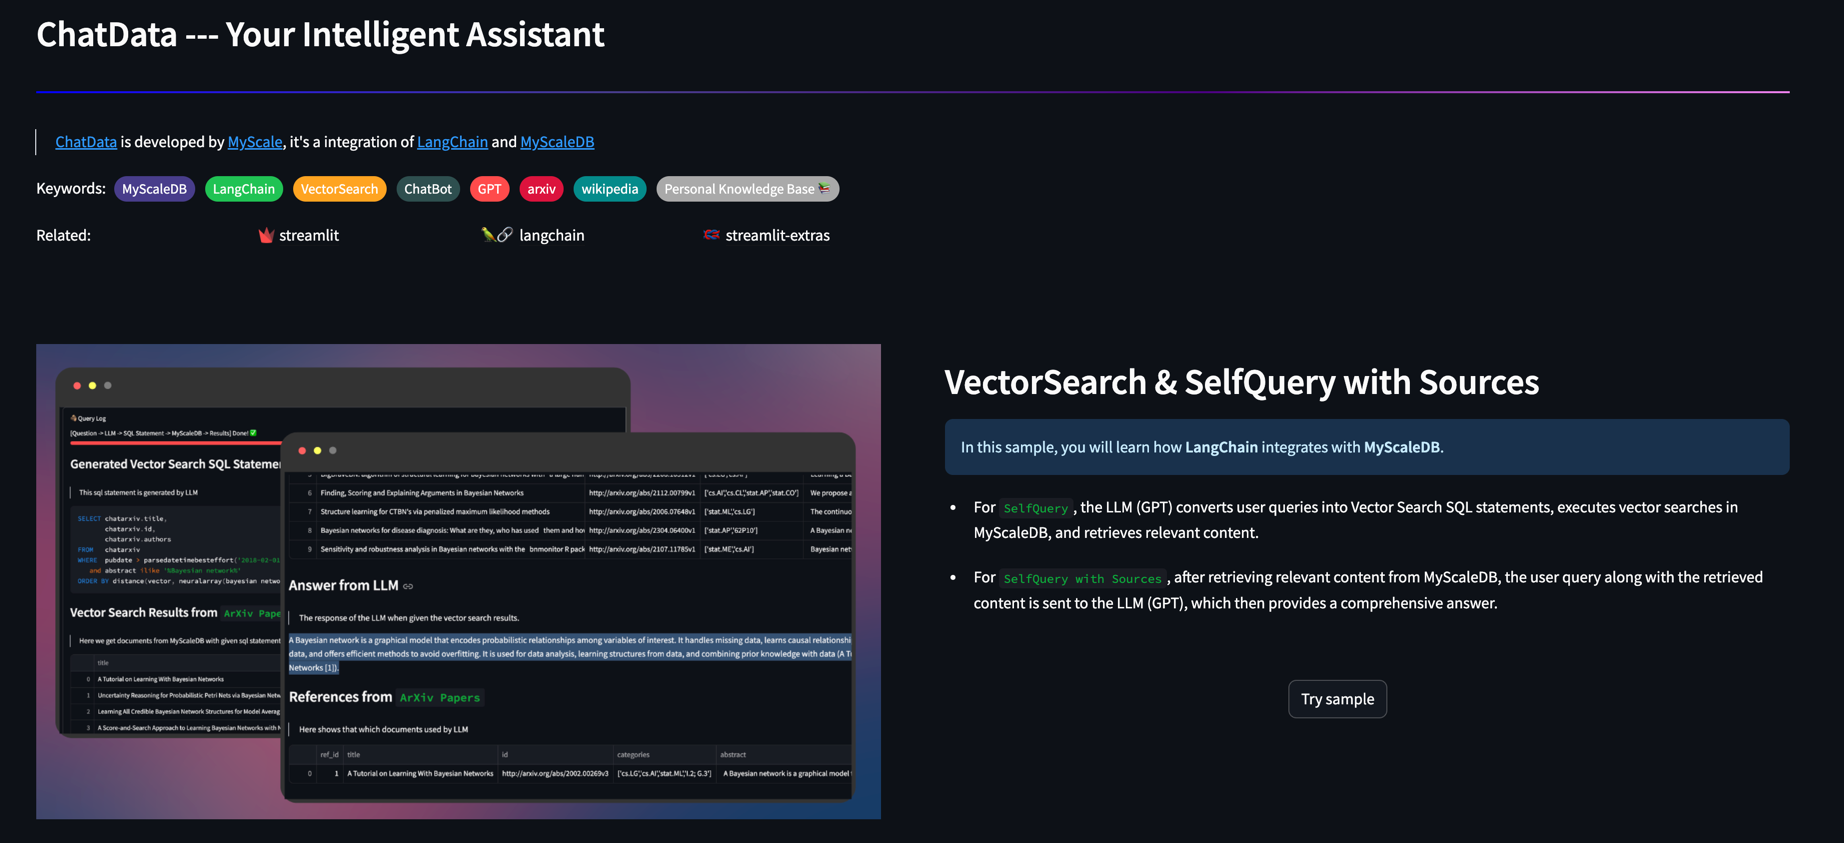 ChatData --- Your Intelligent Assistant
ChatData is developed by MyScale, it's a integration of LangChain and MyScaleDB
Keywords: MyScaleDB LangChain VectorSearch ChatBot GPT arxiv wikipedia Personal Knowledge Base
Related: streamlit langchain streamlit-extras
Query Log
[Question -> LLM -> SQL Statement -> MyScaleDB -> Results] Done!
Generated Vector Search SQL Stateme
This sql statement is generated by LLM
SELECT chatarxiv.title,
chatarxiv.id,
chatarxiv.authors
FROM chatarxiv
WHERE pubdate > parsedatetimebesteffort('2018-02-01
and abstract ilike '%Bayesian network%'
ORDER BY distance(vector, neuralarray(bayesian netwo
Vector Search Results from ArXiv Pape
Here we get documents from MyScaleDB with given sql statement
title
0 A Tutorial on Learning With Bayesian Networks
1 Uncertainty Reasoning for Probabilistic Petri Nets via Bayesian Netw
2 Learning All Credible Bayesian Network Structures for Model Averag
3 A Score-and-Search Approach to Learning Bayesian Networks with N
6 Finding, Scoring and Explaining Arguments in Bayesian Networks http://arxiv.org/abs/2112.00799v1 ['cs.AI','cs.CL','stat.AP','stat.CO'] We propose a
7 Structure learning for CTBN's via penalized maximum likelihood methods http://arxiv.org/abs/2006.07648v1 ['stat.ML','cs.LG'] The continuo
8 Bayesian networks for disease diagnosis: What are they, who has used them and how http://arxiv.org/abs/2304.06400v1 ['stat.AP','62P10'] A Bayesian n
9 Sensitivity and robustness analysis in Bayesian networks with the bnmonitor R pack http://arxiv.org/abs/2107.11785v1 ['stat.ME','cs.AI'] Bayesian net
Answer from LLM
The response of the LLM when given the vector search results.
A Bayesian network is a graphical model that encodes probabilistic relationships among variables of interest. It handles missing data, learns causal relationshi
data, and offers efficient methods to avoid overfitting. It is used for data analysis, learning structures from data, and combining prior knowledge with data (A Tu
Networks [1]).
References from ArXiv Papers
Here shows that which documents used by LLM
ref_id title id categories abstract
0 1 A Tutorial on Learning With Bayesian Networks http://arxiv.org/abs/2002.00269v3 ['cs.LG','cs.AI','stat.ML','I.2; G.3'] A Bayesian network is a graphical model
VectorSearch & SelfQuery with Sources
In this sample, you will learn how LangChain integrates with MyScaleDB.
• For SelfQuery, the LLM (GPT) converts user queries into Vector Search SQL statements, executes vector searches in
MyScaleDB, and retrieves relevant content.
• For SelfQuery with Sources, after retrieving relevant content from MyScaleDB, the user query along with the retrieved
content is sent to the LLM (GPT), which then provides a comprehensive answer.
Try sample